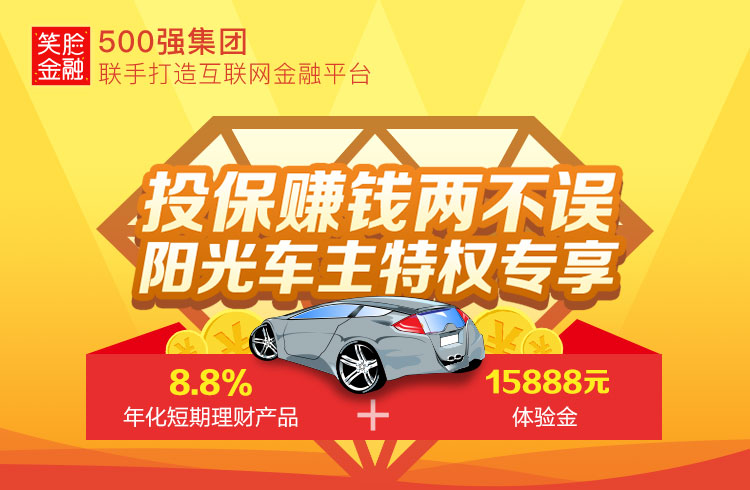 笑脸
金融
500强集团
联手打造互联网金融平台
投保赚钱两不误
阳光车主特权专享
8.8%
年化短期理财产品
+
15888元
体验金